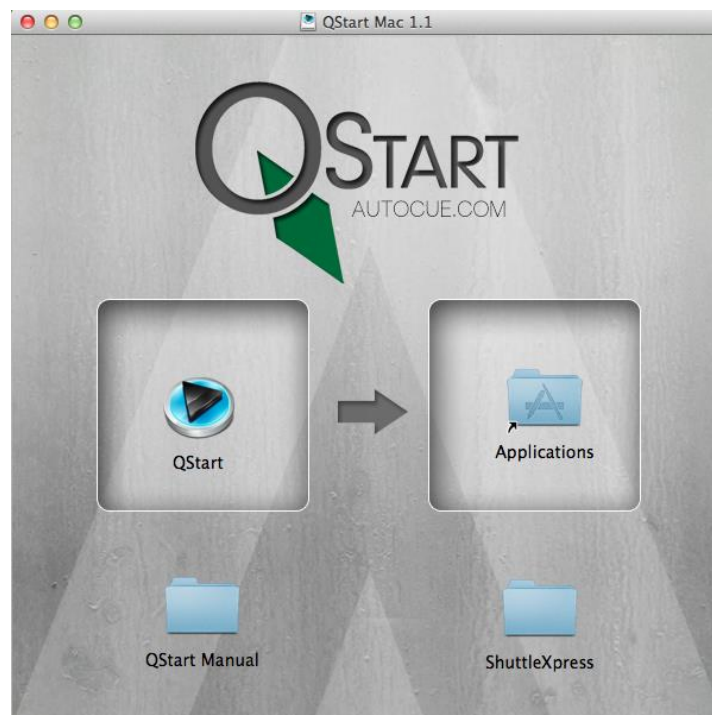 QStart Mac 1.1
QSTART
AUTOCUE.COM
QStart
Applications
QStart Manual
ShuttleXpress